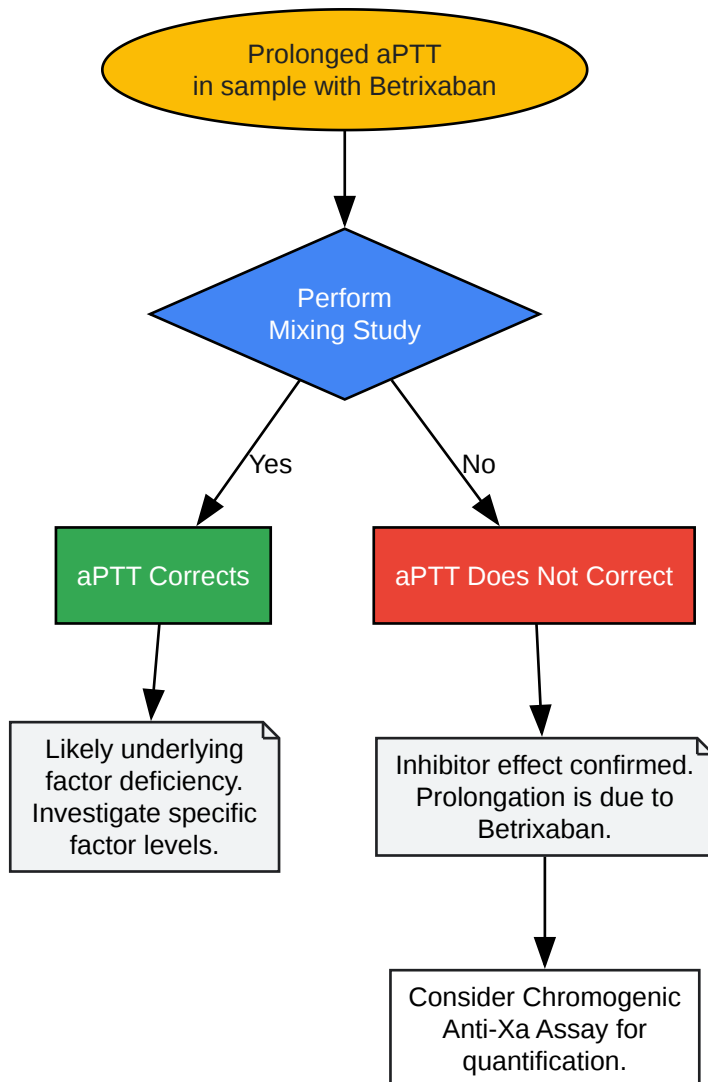 Prolonged aPTT
in sample with Betrixaban
Perform
Mixing Study
Yes
No
aPTT Corrects
aPTT Does Not Correct
Likely underlying
factor deficiency.
Investigate specific
factor levels.
Inhibitor effect confirmed.
Prolongation is due to
Betrixaban.
Consider Chromogenic
Anti-Xa Assay for
quantification.